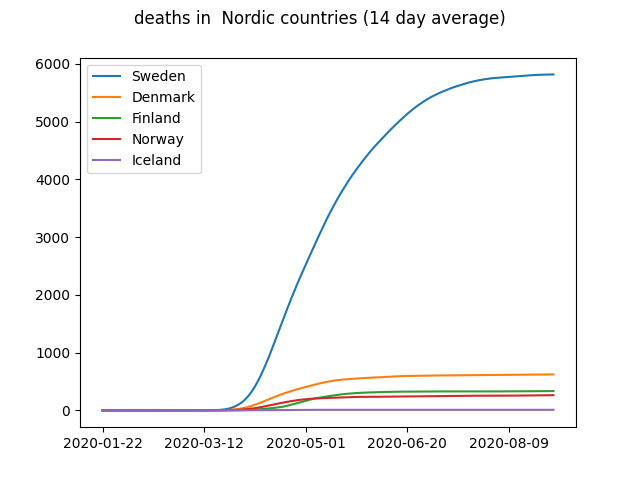 deaths in  Nordic countries (14 day average)
6000
5000
4000
3000
2000
1000
0
Sweden
Denmark
Finland
Norway
Iceland
2020-01-22 2020-03-12 2020-05-01 2020-06-20 2020-08-09